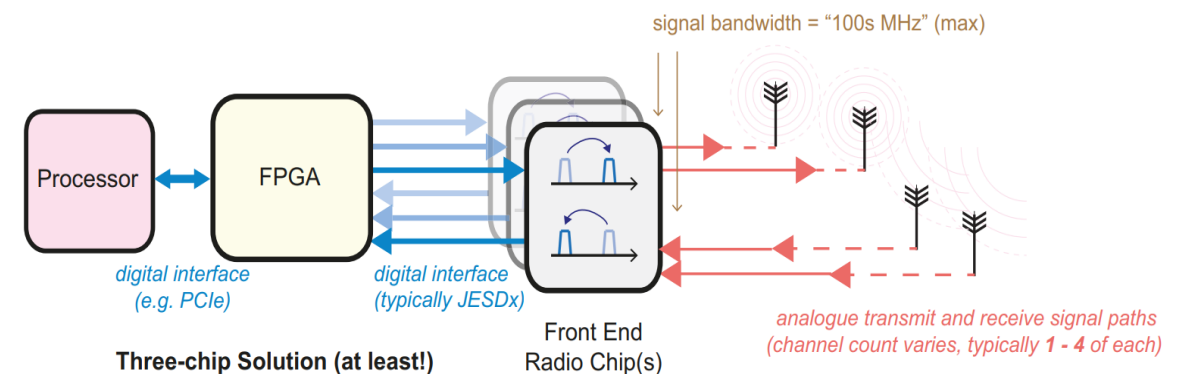 signal bandwidth = “100s MHz” (max)
Processor
FPGA
digital interface
(e.g. PCIe)
digital interface
(typically JESDx)
Front End
Radio Chip(s)
analogue transmit and receive signal paths
(channel count varies, typically 1 - 4 of each)
Three-chip Solution (at least!)